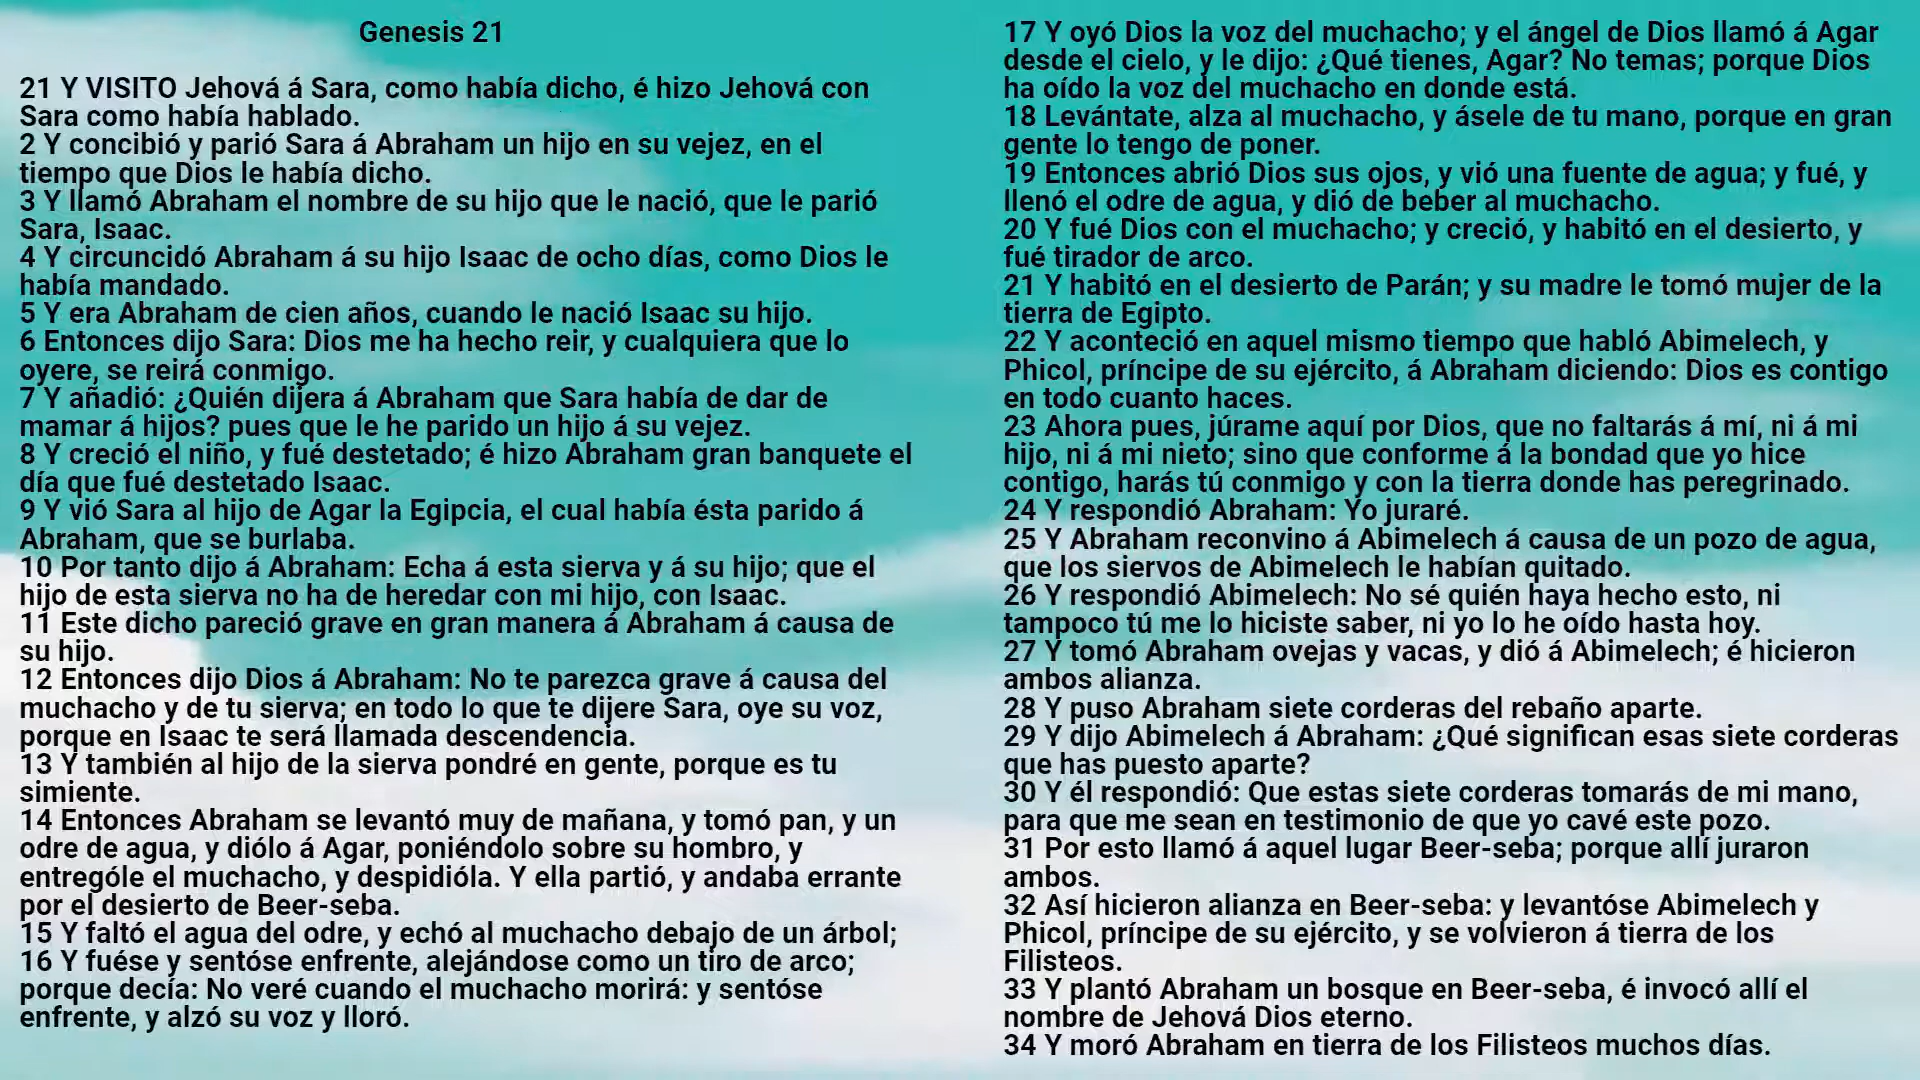 Genesis 21
21 Y VISITO Jehová á Sara, como había dicho, é hizo Jehová con
Sara como había hablado.
2 Y concibió y parió Sara á Abraham un hijo en su vejez, en el
tiempo que Dios le había dicho.
3 Y llamó Abraham el nombre de su hijo que le nació, que le parió
Sara, Isaac.
4 Y circuncidó Abraham á su hijo Isaac de ocho días, como Dios le
había mandado.
5 Y era Abraham de cien años, cuando le nació Isaac su hijo.
6 Entonces dijo Sara: Dios me ha hecho reir, y cualquiera que lo
oyere, se reirá conmigo.
7 Y añadió: ¿Quién dijera á Abraham que Sara había de dar de
mamar á hijos? pues que le he parido un hijo á su vejez.
8 Y creció el niño, y fué destetado; é hizo Abraham gran banquete el
día que fué destetado Isaac.
9 Y vió Sara al hijo de Agar la Egipcia, el cual había ésta parido á
Abraham, que se burlaba.
10 Por tanto dijo á Abraham: Echa á esta sierva y á su hijo; que el
hijo de esta sierva no ha de heredar con mi hijo, con Isaac.
11 Este dicho pareció grave en gran manera á Abraham á causa de
su hijo.
12 Entonces dijo Dios á Abraham: No te parezca grave á causa del
muchacho y de tu sierva; en todo lo que te dijere Sara, oye su voz,
porque en Isaac te será llamada descendencia.
13 Y también al hijo de la sierva pondré en gente, porque es tu
simiente.
14 Entonces Abraham se levantó muy de mañana, y tomó pan, y un
odre de agua, y diólo á Agar, poniéndolo sobre su hombro, y
entrególe el muchacho, y despidióla. Y ella partió, y andaba errante
por el desierto de Beer-seba.
15 Y faltó el agua del odre, y echó al muchacho debajo de un árbol;
16 Y fuése y sentóse enfrente, alejándose como un tiro de arco;
porque decía: No veré cuando el muchacho morirá: y sentóse
enfrente, y alzó su voz y lloró.
17 Y oyó Dios la voz del muchacho; y el ángel de Dios llamó á Agar
desde el cielo, y le dijo: ¿Qué tienes, Agar? No temas; porque Dios
ha oído la voz del muchacho en donde está.
18 Levántate, alza al muchacho, y ásele de tu mano, porque en gran
gente lo tengo de poner.
19 Entonces abrió Dios sus ojos, y vió una fuente de agua; y fué, y
llenó el odre de agua, y dió de beber al muchacho.
20 Y fué Dios con el muchacho; y creció, y habitó en el desierto, y
fué tirador de arco.
21 Y habitó en el desierto de Parán; y su madre le tomó mujer de la
tierra de Egipto.
22 Y aconteció en aquel mismo tiempo que habló Abimelech, y
Phicol, príncipe de su ejército, á Abraham diciendo: Dios es contigo
en todo cuanto haces.
23 Ahora pues, júrame aquí por Dios, que no faltarás á mí, ni á mi
hijo, ni á mi nieto; sino que conforme á la bondad que yo hice
contigo, harás tú conmigo y con la tierra donde has peregrinado.
24 Y respondió Abraham: Yo juraré.
25 Y Abraham reconvino á Abimelech á causa de un pozo de agua,
que los siervos de Abimelech le habían quitado.
26 Y respondió Abimelech: No sé quién haya hecho esto, ni
tampoco tú me lo hiciste saber, ni yo lo he oído hasta hoy.
27 Y tomó Abraham ovejas y vacas, y dió á Abimelech; é hicieron
ambos alianza.
28 Y puso Abraham siete corderas del rebaño aparte.
29 Y dijo Abimelech á Abraham: ¿Qué significan esas siete corderas
que has puesto aparte?
30 Y él respondió: Que estas siete corderas tomarás de mi mano,
para que me sean en testimonio de que yo cavé este pozo.
31 Por esto llamó á aquel lugar Beer-seba; porque allí juraron
ambos.
32 Así hicieron alianza en Beer-seba: y levantóse Abimelech y
Phicol, príncipe de su ejército, y se volvieron á tierra de los
Filisteos.
33 Y plantó Abraham un bosque en Beer-seba, é invocó allí el
nombre de Jehová Dios eterno.
34 Y moró Abraham en tierra de los Filisteos muchos días.